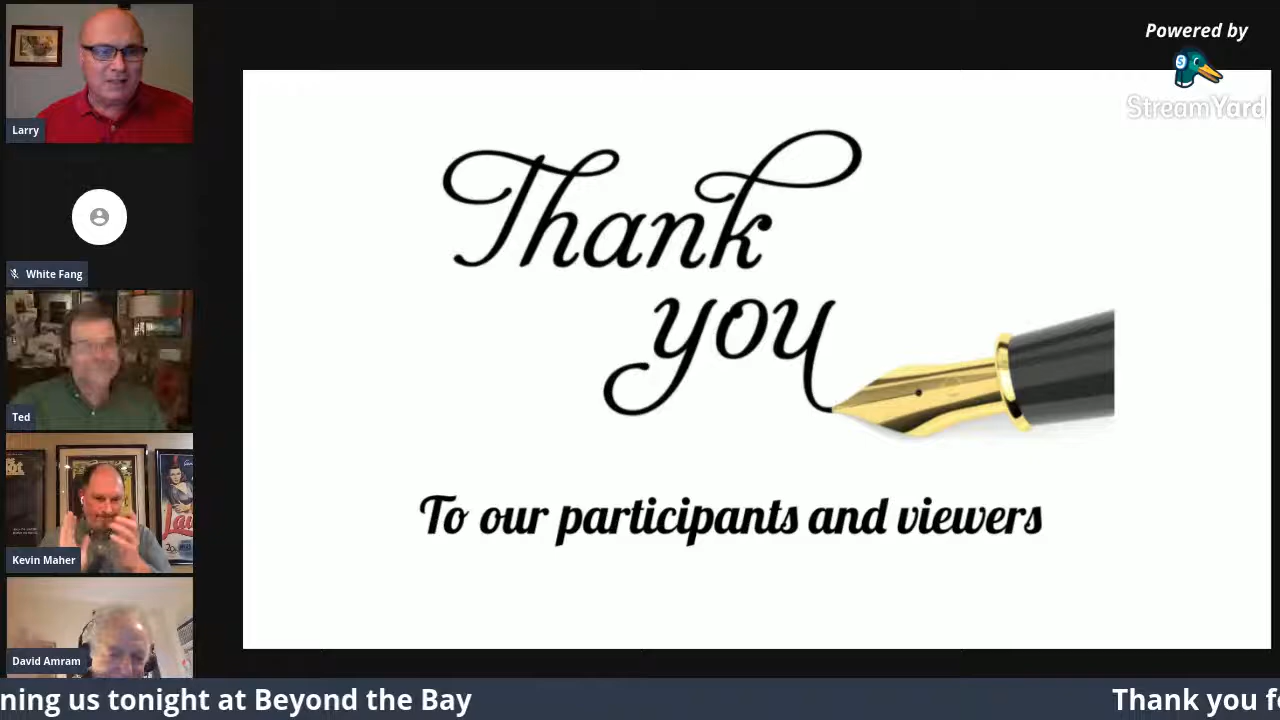 Powered by
StreamYard
Larry
White Fang
Ted
Kevin Maher
David Amram
Thank
you
To our participants and viewers
ning us tonight at Beyond the Bay
Thank you f